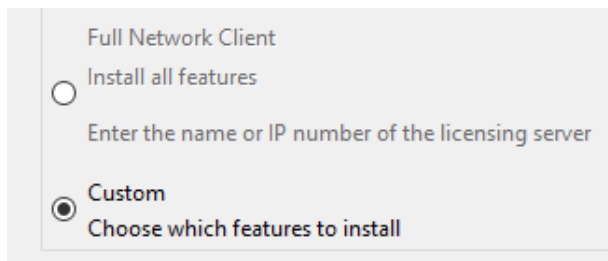 Full Network Client
Install all features
Enter the name or IP number of the licensing server
Custom
Choose which features to install